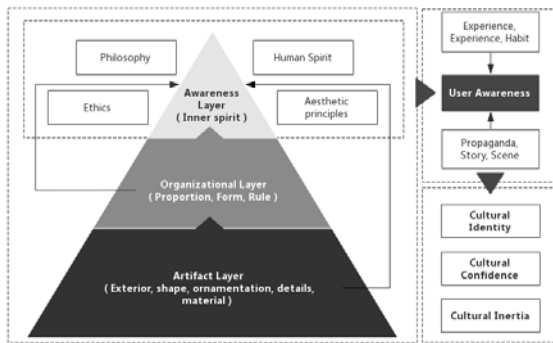 Philosophy
Human Spirit
Ethics
Aesthetic
principles
Awareness
Layer
( Inner spirit )
Organizational Layer
( Proportion, Form, Rule )
Artifact Layer
( Exterior, shape, ornamentation, details,
material )
Experience,
Experience, Habit
User Awareness
Propaganda,
Story, Scene
Cultural
Identity
Cultural
Confidence
Cultural Inertia